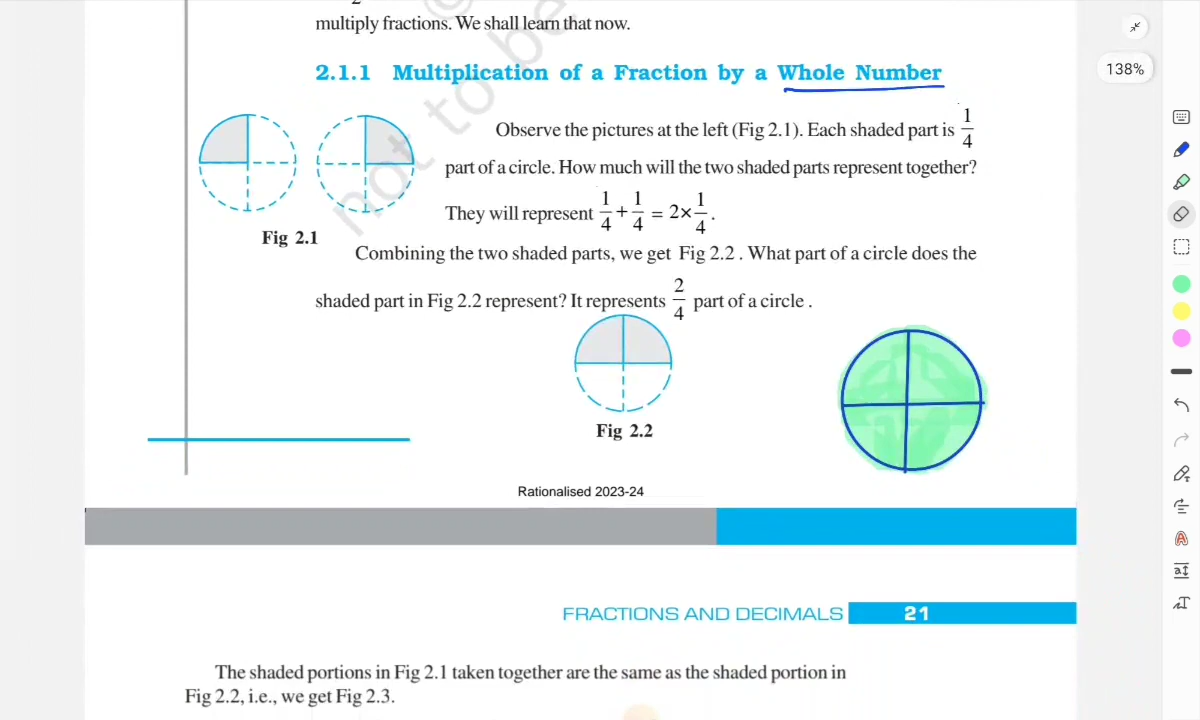 multiply fractions. We shall learn that now.
2.1.1 Multiplication of a Fraction by a Whole Number
138%
Observe the pictures at the left (Fig 2.1). Each shaded part is 1/4
part of a circle. How much will the two shaded parts represent together?
They will represent 1/4 + 1/4 = 2×1/4.
Fig 2.1
Combining the two shaded parts, we get Fig 2.2 . What part of a circle does the
shaded part in Fig 2.2 represent? It represents 2/4 part of a circle .
Fig 2.2
Rationalised 2023-24
FRACTIONS AND DECIMALS 21
The shaded portions in Fig 2.1 taken together are the same as the shaded portion in
Fig 2.2, i.e., we get Fig 2.3.
not to be